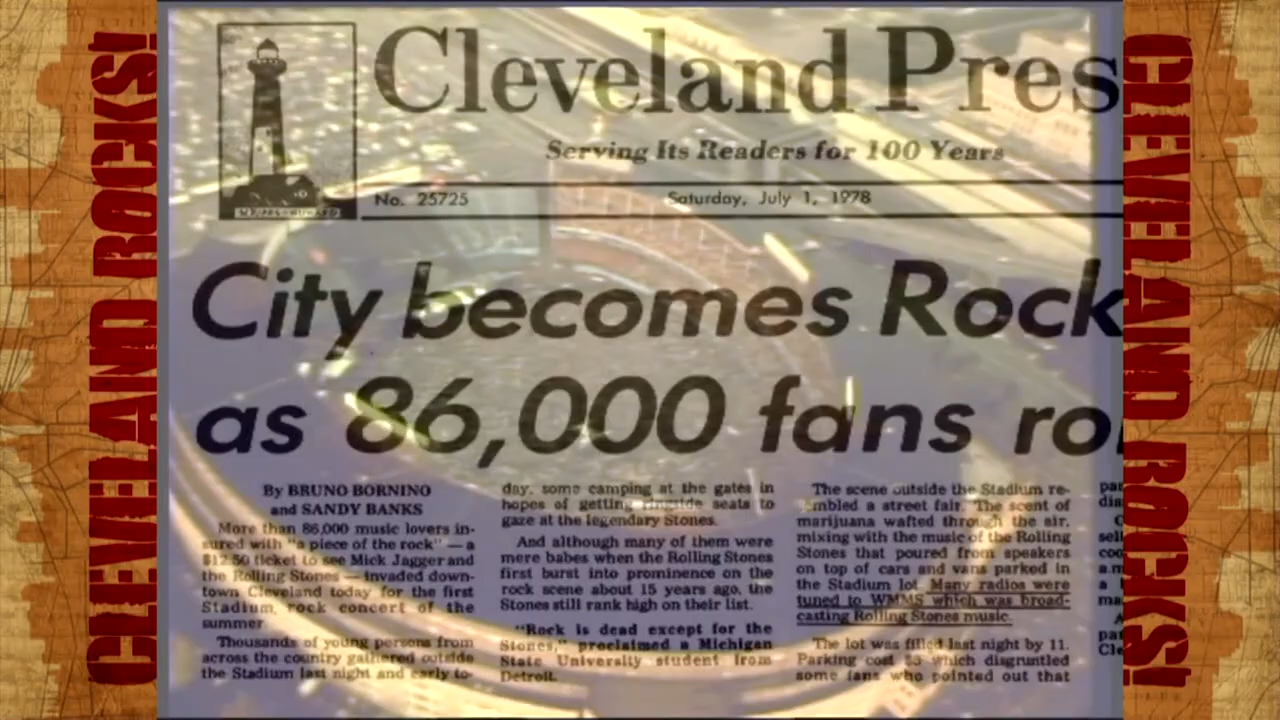 CLEVELAND ROCKS!
Cleveland Pres
Serving Its Readers for 100 Years
SCRIPPS-HOWARD
No. 25725 Saturday, July 1, 1978
City becomes Rock
as 86,000 fans ro
By BRUNO BORNINO
and SANDY BANKS
More than 86,000 music lovers in-
sured with "a piece of the rock" — a
$12.50 ticket to see Mick Jagger and
the Rolling Stones — invaded down-
town Cleveland today for the first
Stadium rock concert of the
summer.
Thousands of young persons from
across the country gathered outside
the Stadium last night and early to-
day, some camping at the gates in
hopes of getting ringside seats to
gaze at the legendary Stones.
And although many of them were
mere babes when the Rolling Stones
first burst into prominence on the
rock scene about 15 years ago, the
Stones still rank high on their list.
"Rock is dead except for the
Stones," proclaimed a Michigan
State University student from
Detroit.
The scene outside the Stadium re-
sembled a street fair. The scent of
marijuana wafted through the air,
mixing with the music of the Rolling
Stones that poured from speakers
on top of cars and vans parked in
the Stadium lot. Many radios were
tuned to WMMS which was broad-
casting Rolling Stones music.
The lot was filled last night by 11.
Parking cost $3 which disgruntled
some fans who pointed out that
CLEVELAND ROCKS!